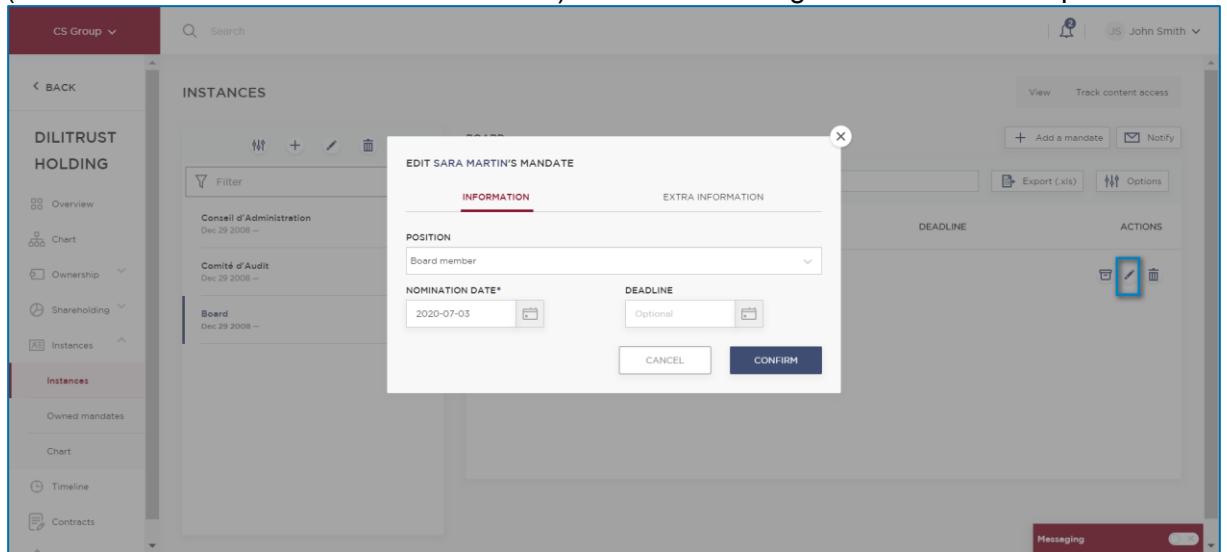 CS Group
Search
2
JS John Smith
BACK
INSTANCES
View Track content access
DILITRUST
HOLDING
Add a mandate
Notify
Filter
Export (.xls)
Options
Overview
Chart
Ownership
Shareholding
Instances
Instances
Owned mandates
Chart
Timeline
Contracts
Conseil d'Administration
Dec 29 2008 —
Comité d'Audit
Dec 29 2008 —
Board
Dec 29 2008 —
DEADLINE
ACTIONS
EDIT SARA MARTIN'S MANDATE
INFORMATION
EXTRA INFORMATION
POSITION
Board member
NOMINATION DATE*
DEADLINE
2020-07-03
Optional
CANCEL
CONFIRM
Messaging